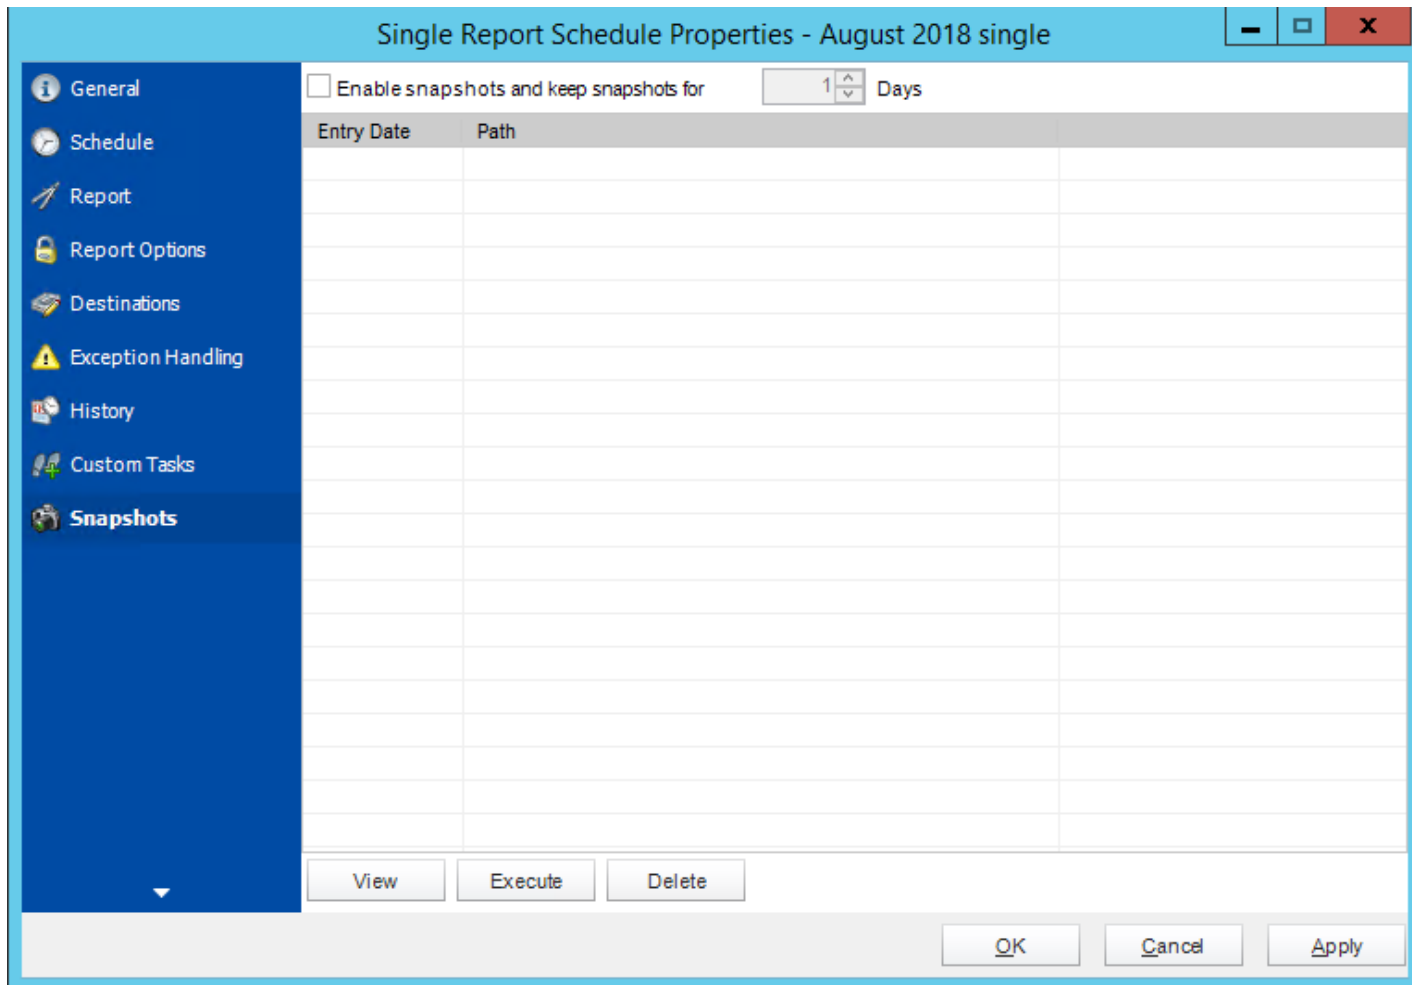 Single Report Schedule Properties - August 2018 single
General
Schedule
Report
Report Options
Destinations
Exception Handling
History
Custom Tasks
Snapshots
Enable snapshots and keep snapshots for 1 Days
Entry Date Path
View Execute Delete
OK Cancel Apply